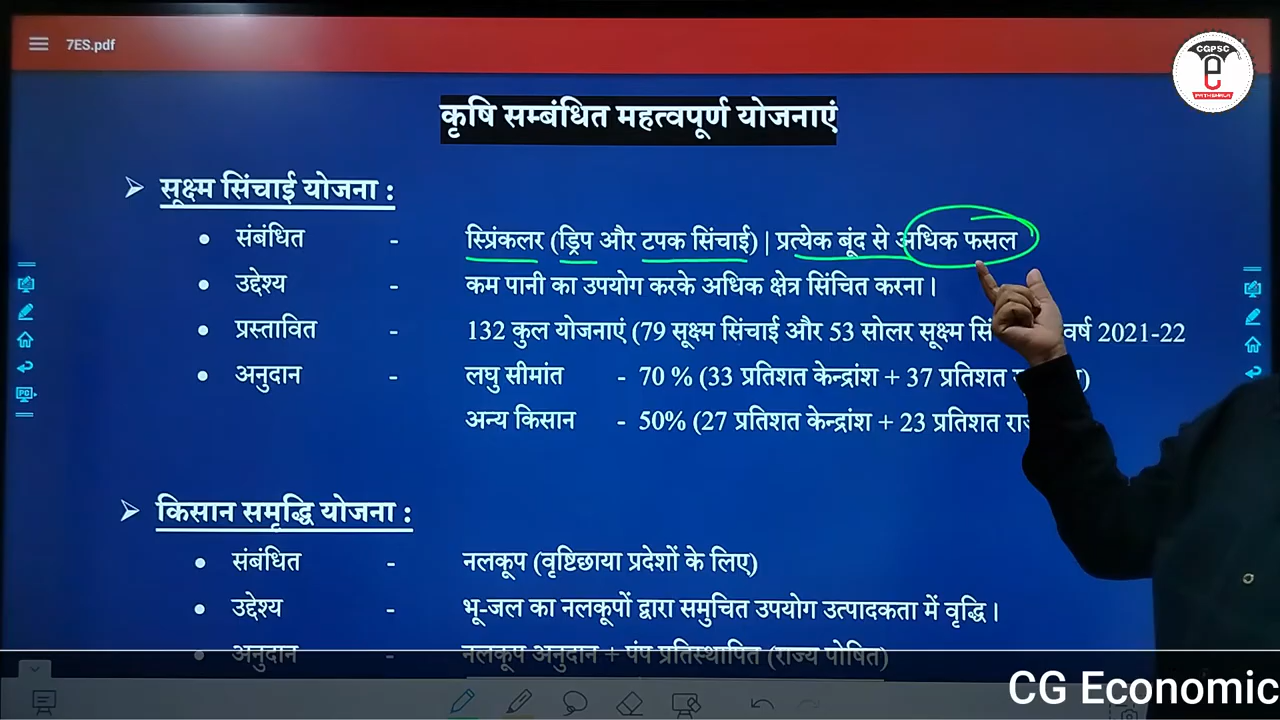 7ES.pdf
CGPSC
कृषि सम्बंधित महत्वपूर्ण योजनाएं
सूक्ष्म सिंचाई योजना :
संबंधित - स्प्रिंकलर (ड्रिप और टपक सिंचाई) | प्रत्येक बूंद से अधिक फसल
उद्देश्य - कम पानी का उपयोग करके अधिक क्षेत्र सिंचित करना।
प्रस्तावित - 132 कुल योजनाएं (79 सूक्ष्म सिंचाई और 53 सोलर सूक्ष्म वर्ष 2021-22
अनुदान - लघु सीमांत - 70 % (33 प्रतिशत केन्द्रांश + 37 प्रतिशत
अन्य किसान - 50% (27 प्रतिशत केन्द्रांश + 23 प्रतिशत
किसान समृद्धि योजना :
संबंधित - नलकूप (वृष्टिछाया प्रदेशों के लिए)
उद्देश्य - भू-जल का नलकूपों द्वारा समुचित उपयोग उत्पादकता में वृद्धि।
अनुदान - नलकूप अनुदान + पंप प्रतिस्थापित (राज्य पोषित)
CG Economic